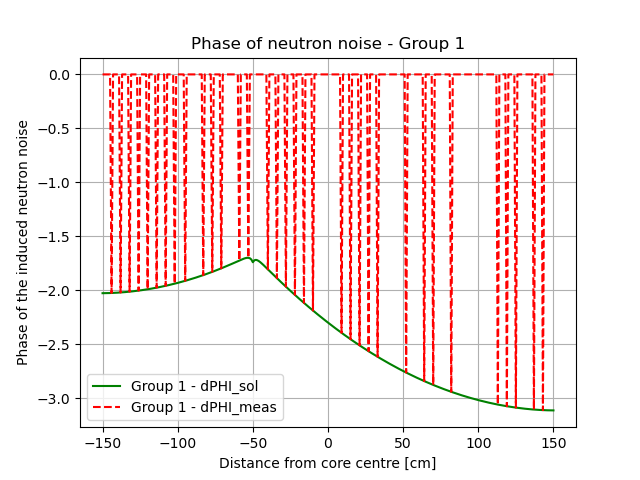 Phase of neutron noise - Group 1
Phase of the induced neutron noise
0.0
−0.5
−1.0
−1.5
−2.0
−2.5
−3.0
Group 1 - dPHI_sol
Group 1 - dPHI_meas
−150
−100
−50
0
50
100
150
Distance from core centre [cm]